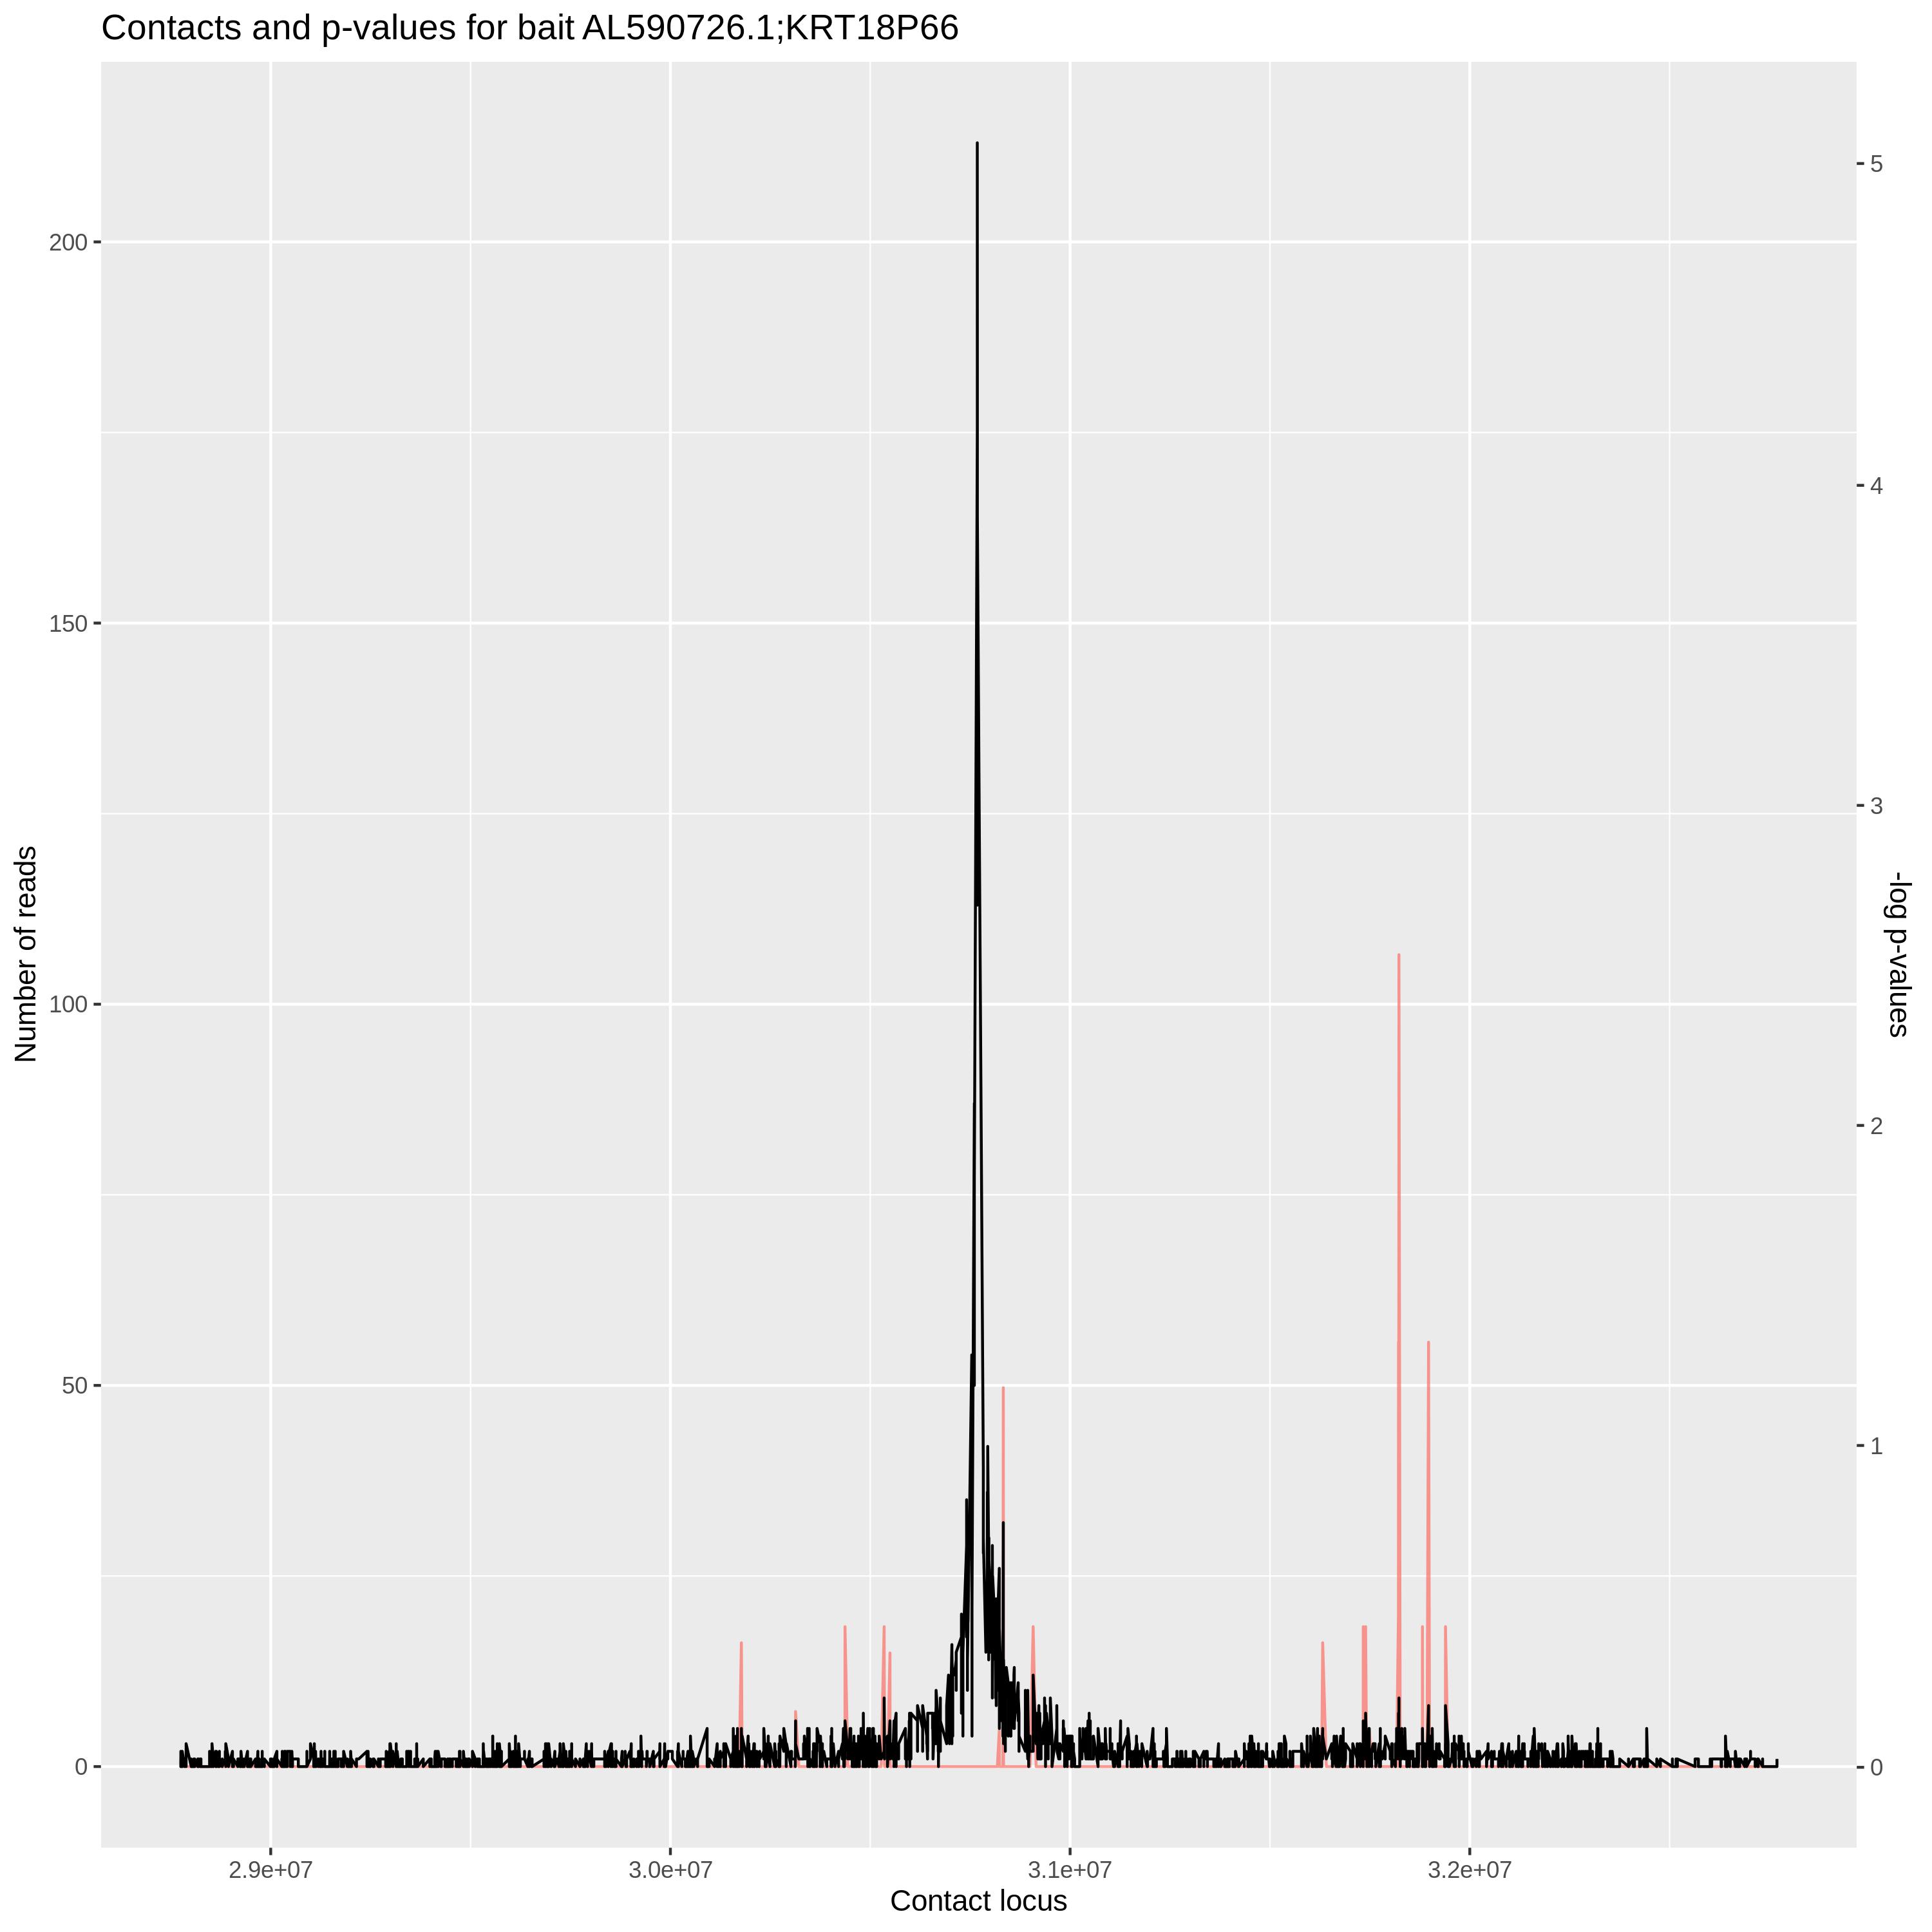 Contacts and p-values for bait AL590726.1;KRT18P66
Number of reads
200
150
100
50
0
5
4
3
2
1
0
-log p-values
2.9e+07 3.0e+07 3.1e+07 3.2e+07
Contact locus